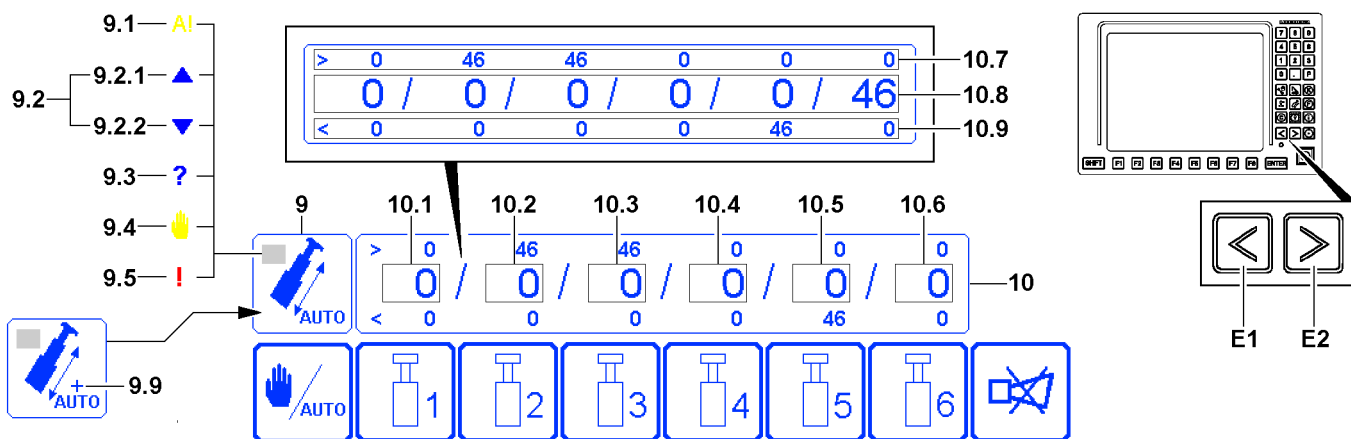 9.1 A!
9.2
9.2.1
9.2.2
9.3 ?
9.4
9.5 !
> 0 46 46 0 0 0 10.7
0 / 0 / 0 / 0 / 0 / 46 10.8
< 0 0 0 0 46 0 10.9
7 8 9
4 5 6
1 2 3
0 . P
< >
SHIFT F1 F2 F3 F4 F5 F6 F7 F8 ENTER
9 10.1 10.2 10.3 10.4 10.5 10.6
> 0 46 46 0 0 0
0 / 0 / 0 / 0 / 0 / 0 10
< 0 0 0 0 46 0
AUTO
+ 9.9
AUTO
/AUTO 1 2 3 4 5 6
< >
E1 E2